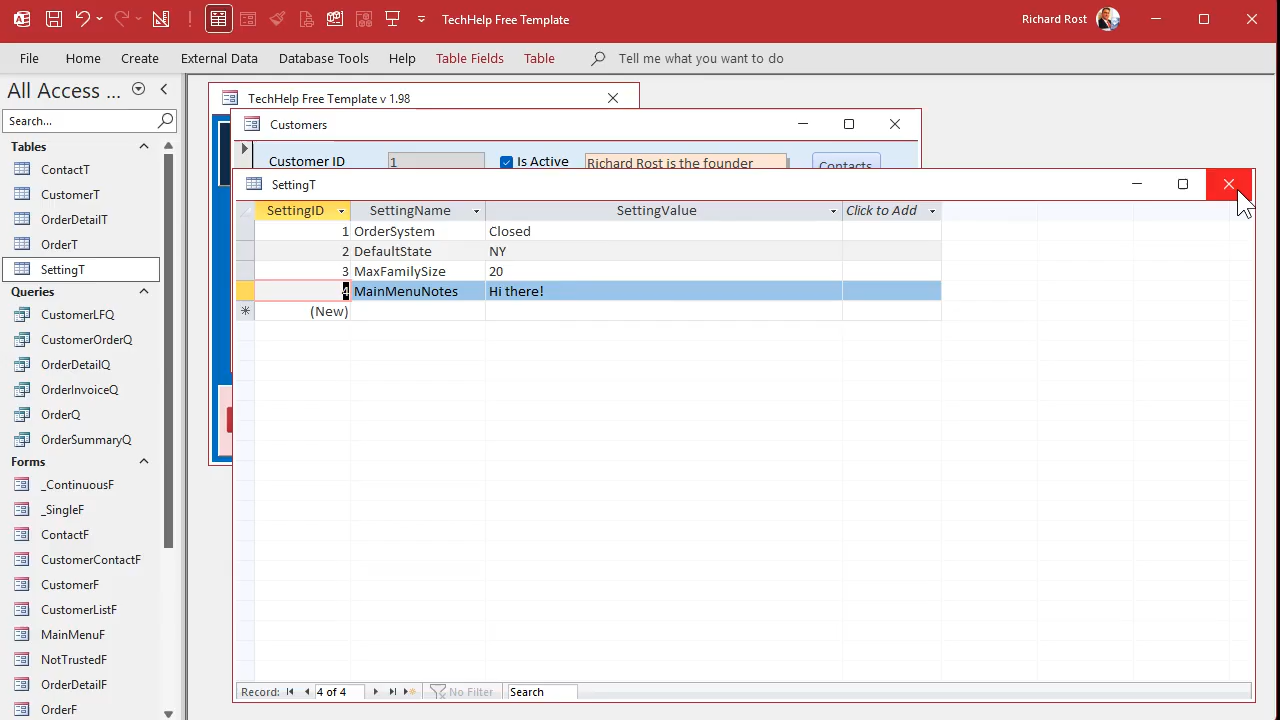 TechHelp Free Template
Richard Rost
File Home Create External Data Database Tools Help Table Fields Table Tell me what you want to do
All Access ...
Search...
Tables
ContactT
CustomerT
OrderDetailT
OrderT
SettingT
Queries
CustomerLFQ
CustomerOrderQ
OrderDetailQ
OrderInvoiceQ
OrderQ
OrderSummaryQ
Forms
_ContinuousF
_SingleF
ContactF
CustomerContactF
CustomerF
CustomerListF
MainMenuF
NotTrustedF
OrderDetailF
OrderF
TechHelp Free Template v 1.98
Customers
Customer ID 1 Is Active Richard Rost is the founder Contacts
SettingT
SettingID SettingName SettingValue Click to Add
1 OrderSystem Closed
2 DefaultState NY
3 MaxFamilySize 20
4 MainMenuNotes Hi there!
(New)
Record: 4 of 4 No Filter Search